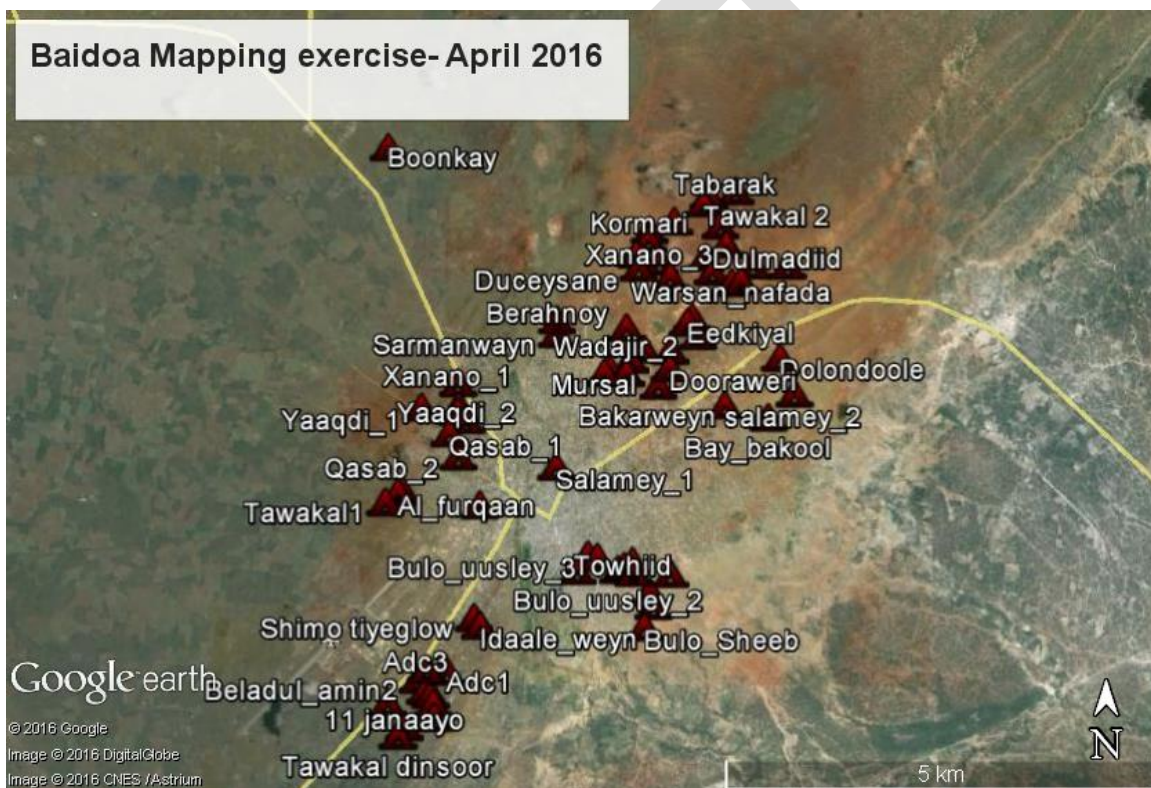 Baidoa Mapping exercise- April 2016
Boonkay
Tabarak
Kormari
Tawakal 2
Xanano_3
Dulmadiid
Duceysane
Warsan_nafada
Berahnoy
Eedkiyal
Sarmanwayn
Wadajir_2
Xanano_1
Mursal
Dooraweri
Dolondoole
Yaaqdi_1
Yaaqdi_2
Bakarweyn
salamey_2
Qasab_1
Bay_bakool
Qasab_2
Salamey_1
Tawakal1
Al_furqaan
Bulo_uusley_3
Towhiid
Bulo_uusley_2
Shimo tiyeglow
Idaale_weyn
Bulo_Sheeb
Adc3
Adc1
Beladul_amin2
11 janaayo
Tawakal dinsoor
Google earth
© 2016 Google
Image © 2016 DigitalGlobe
Image © 2016 CNES / Astrium
N
5 km